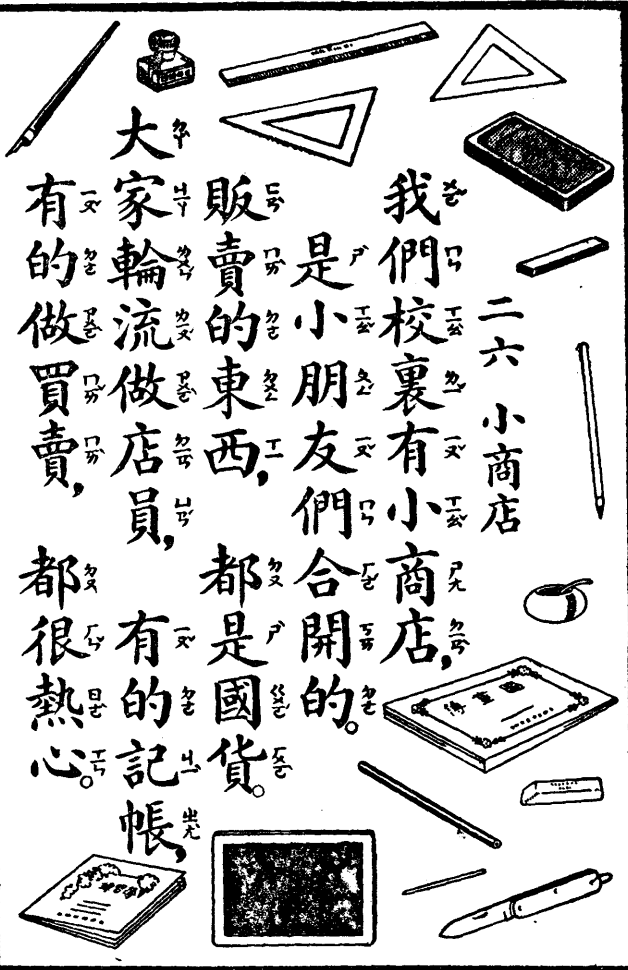 二六 小商店
我們校裏有小商店，
是小朋友們合開的。
販賣的東西，都是國貨。
大家輪流做店員，有的記帳，
有的做買賣，都很熱心。